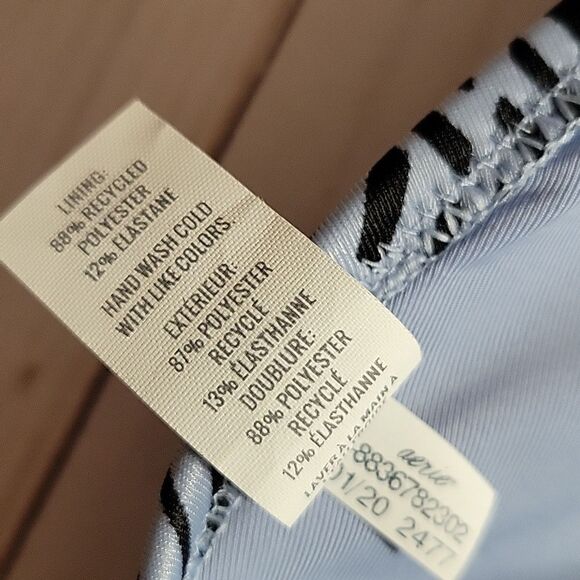 LINING:
88% RECYCLED
POLYESTER
12% ELASTANE
HAND WASH COLD
WITH LIKE COLORS.
EXTÉRIEUR:
87% POLYESTER
RECYCLÉ
13% ÉLASTHANNE
DOUBLURE:
88% POLYESTER
RECYCLÉ
12% ÉLASTHANNE
LAVER À LA MAIN À
aerie
8836782302
01/20 2477